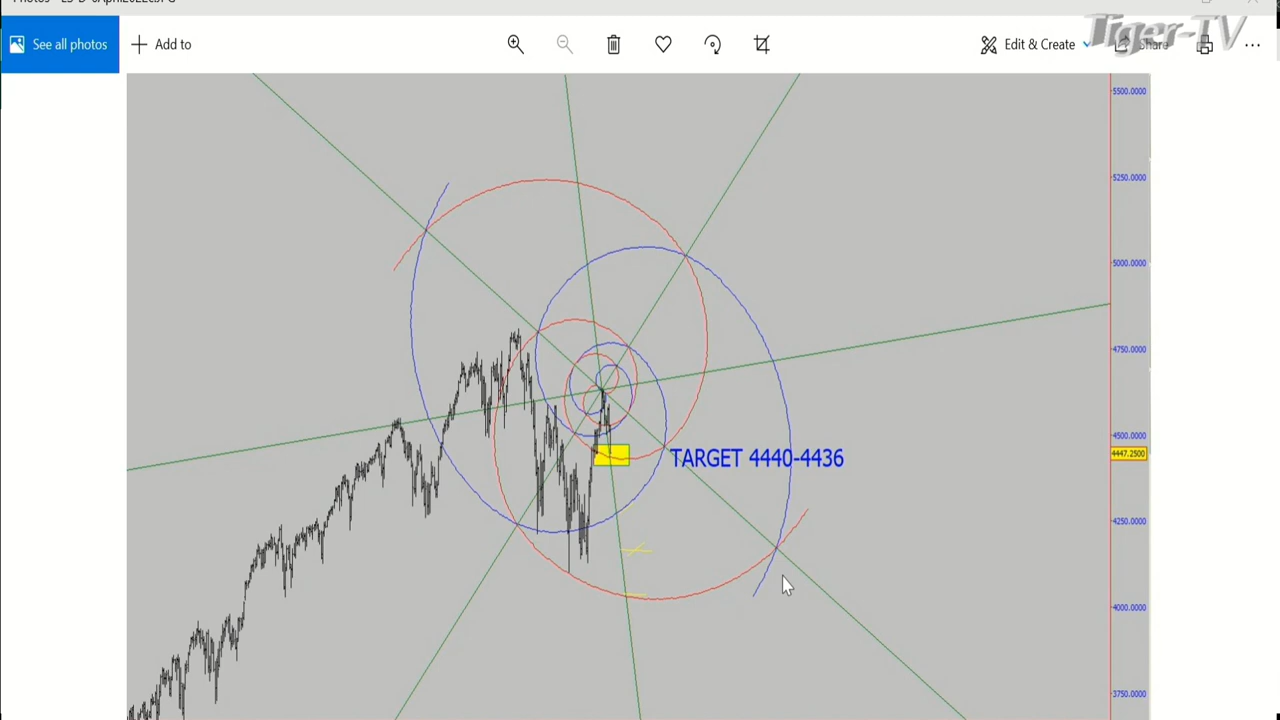 See all photos
Add to
Edit & Create
Share
Tiger-TV
5500.0000
5250.0000
5000.0000
4750.0000
4500.0000
4447.2500
TARGET 4440-4436
4250.0000
4000.0000
3750.0000